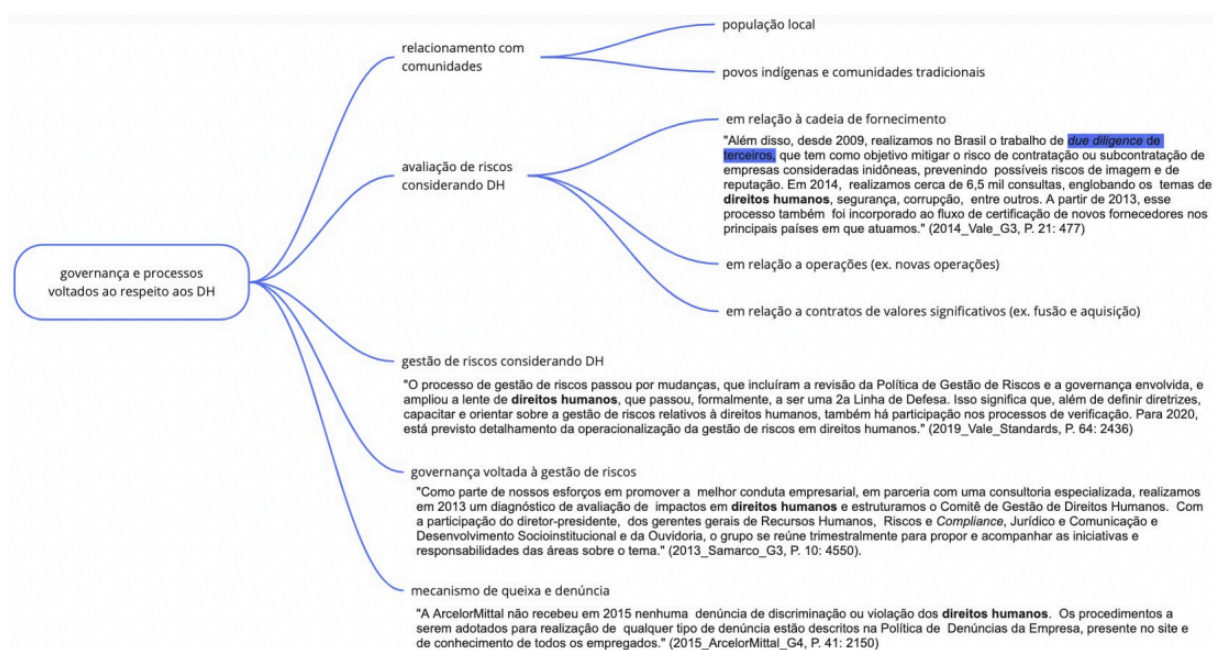 governança e processos
voltados ao respeito aos DH
relacionamento com
comunidades
população local
povos indígenas e comunidades tradicionais
avaliação de riscos
considerando DH
em relação à cadeia de fornecimento
"Além disso, desde 2009, realizamos no Brasil o trabalho de due diligence de
terceiros, que tem como objetivo mitigar o risco de contratação ou subcontratação de
empresas consideradas inidôneas, prevenindo possíveis riscos de imagem e de
reputação. Em 2014, realizamos cerca de 6,5 mil consultas, englobando os temas de
direitos humanos, segurança, corrupção, entre outros. A partir de 2013, esse
processo também foi incorporado ao fluxo de certificação de novos fornecedores nos
principais países em que atuamos." (2014_Vale_G3, P. 21: 477)
em relação a operações (ex. novas operações)
em relação a contratos de valores significativos (ex. fusão e aquisição)
gestão de riscos considerando DH
"O processo de gestão de riscos passou por mudanças, que incluíram a revisão da Política de Gestão de Riscos e a governança envolvida, e
ampliou a lente de direitos humanos, que passou, formalmente, a ser uma 2a Linha de Defesa. Isso significa que, além de definir diretrizes,
capacitar e orientar sobre a gestão de riscos relativos à direitos humanos, também há participação nos processos de verificação. Para 2020,
está previsto detalhamento da operacionalização da gestão de riscos em direitos humanos." (2019_Vale_Standards, P. 64: 2436)
governança voltada à gestão de riscos
"Como parte de nossos esforços em promover a melhor conduta empresarial, em parceria com uma consultoria especializada, realizamos
em 2013 um diagnóstico de avaliação de impactos em direitos humanos e estruturamos o Comitê de Gestão de Direitos Humanos. Com
a participação do diretor-presidente, dos gerentes gerais de Recursos Humanos, Riscos e Compliance, Jurídico e Comunicação e
Desenvolvimento Socioinstitucional e da Ouvidoria, o grupo se reúne trimestralmente para propor e acompanhar as iniciativas e
responsabilidades das áreas sobre o tema." (2013_Samarco_G3, P. 10: 4550).
mecanismo de queixa e denúncia
"A ArcelorMittal não recebeu em 2015 nenhuma denúncia de discriminação ou violação dos direitos humanos. Os procedimentos a
serem adotados para realização de qualquer tipo de denúncia estão descritos na Política de Denúncias da Empresa, presente no site e
de conhecimento de todos os empregados." (2015_ArcelorMittal_G4, P. 41: 2150)